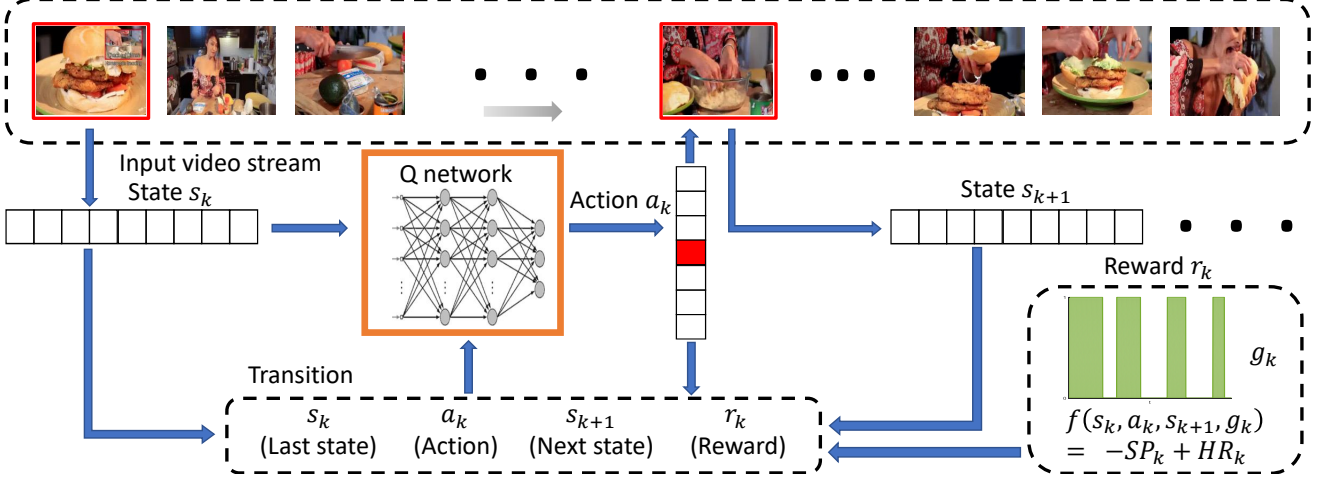 Input video stream
State s_k
Q network
Action a_k
State s_{k+1}
Reward r_k
g_k
f(s_k, a_k, s_{k+1}, g_k)
= -SP_k + HR_k
Transition
s_k a_k s_{k+1} r_k
(Last state) (Action) (Next state) (Reward)